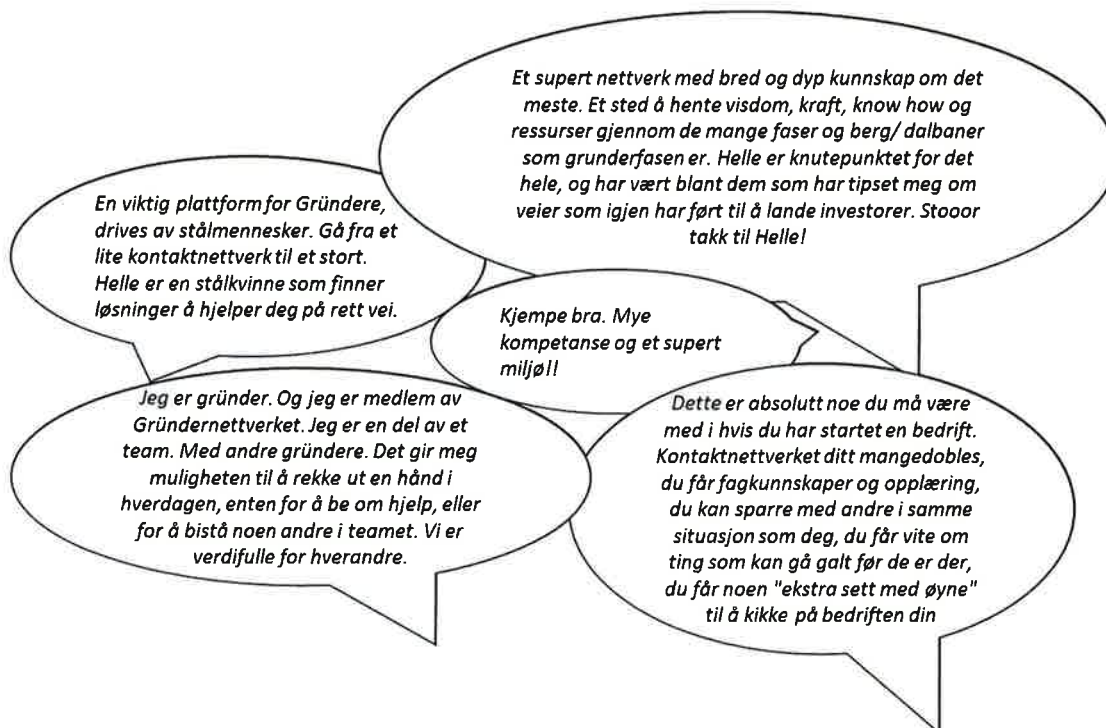 Et supert nettverk med bred og dyp kunnskap om det
meste. Et sted å hente visdom, kraft, know how og
ressurser gjennom de mange faser og berg/ dalbaner
som grunderfasen er. Helle er knutepunktet for det
hele, og har vært blant dem som har tipset meg om
veier som igjen har ført til å lande investorer. Stooor
takk til Helle!
En viktig plattform for Gründere,
drives av stålmennesker. Gå fra et
lite kontaktnettverk til et stort.
Helle er en stålkvinne som finner
løsninger å hjelper deg på rett vei.
Kjempe bra. Mye
kompetanse og et supert
miljø!!
Jeg er gründer. Og jeg er medlem av
Gründernettverket. Jeg er en del av et
team. Med andre gründere. Det gir meg
muligheten til å rekke ut en hånd i
hverdagen, enten for å be om hjelp, eller
for å bistå noen andre i teamet. Vi er
verdifulle for hverandre.
Dette er absolutt noe du må være
med i hvis du har startet en bedrift.
Kontaktnettverket ditt mangedobles,
du får fagkunnskaper og opplæring,
du kan sparre med andre i samme
situasjon som deg, du får vite om
ting som kan gå galt før de er der,
du får noen "ekstra sett med øyne"
til å kikke på bedriften din